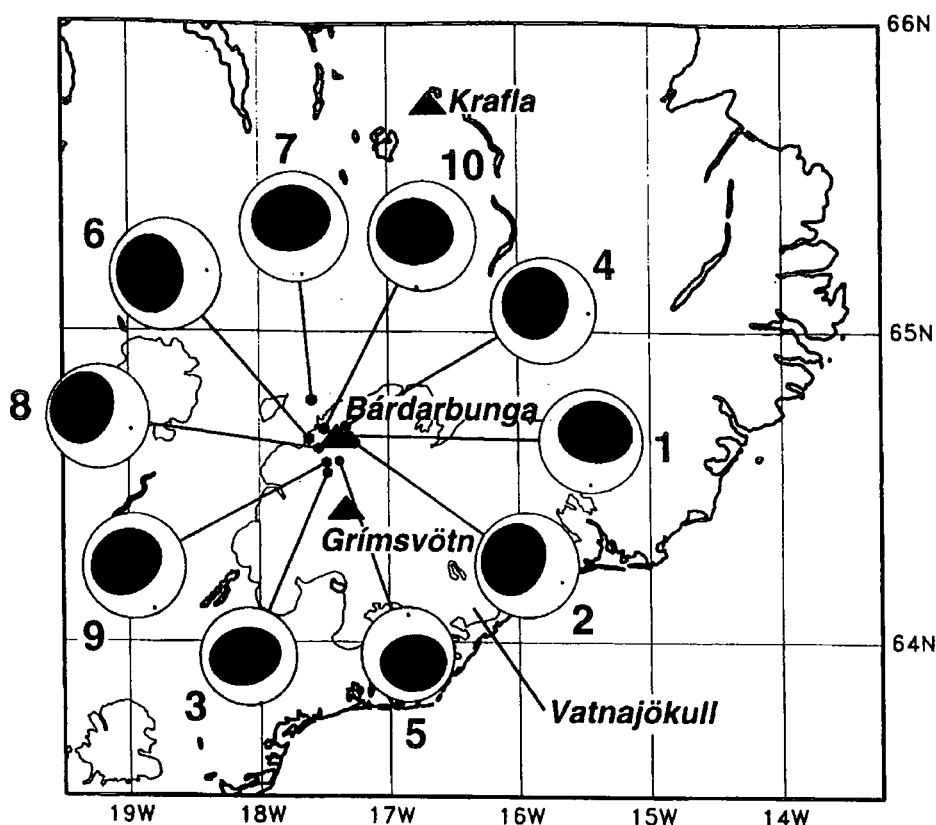 66N
Krafla
7
10
6
4
65N
8
Bárdarbunga
1
Grímsvötn
9
2
64N
3
5
Vatnajökull
19W 18W 17W 16W 15W 14W